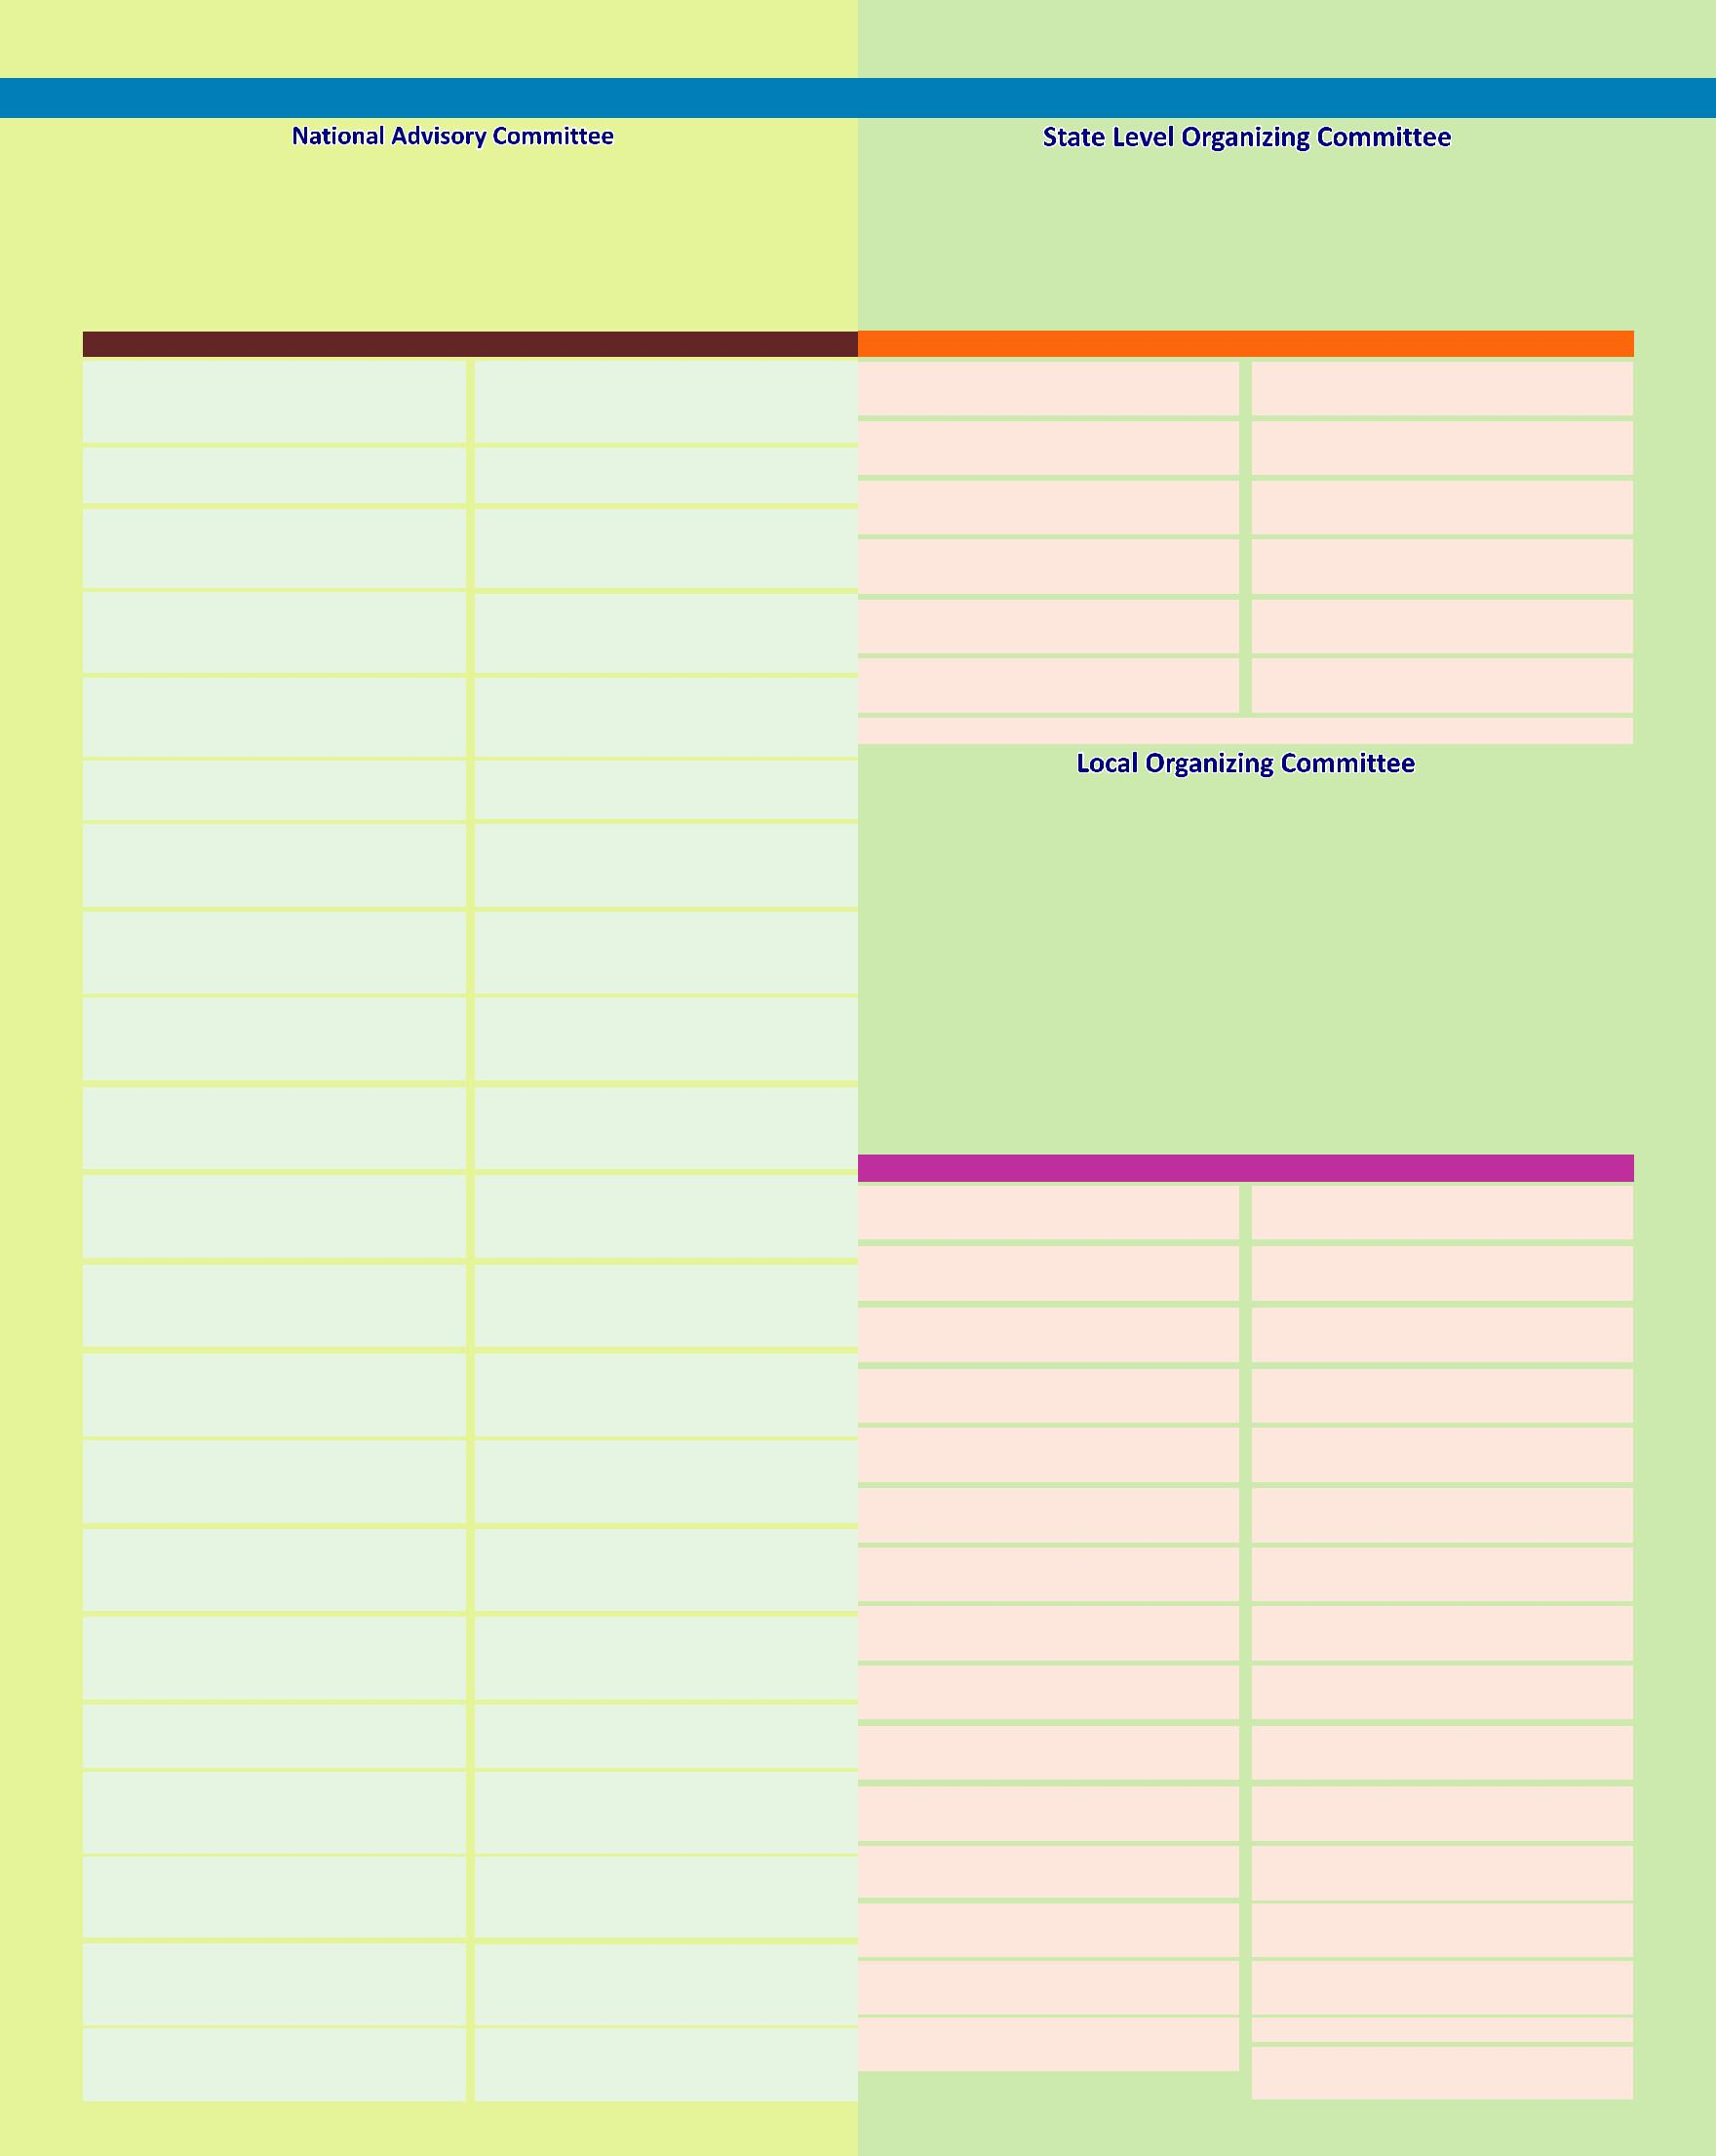 National Advisory Committee
State Level Organizing Committee
Local Organizing Committee